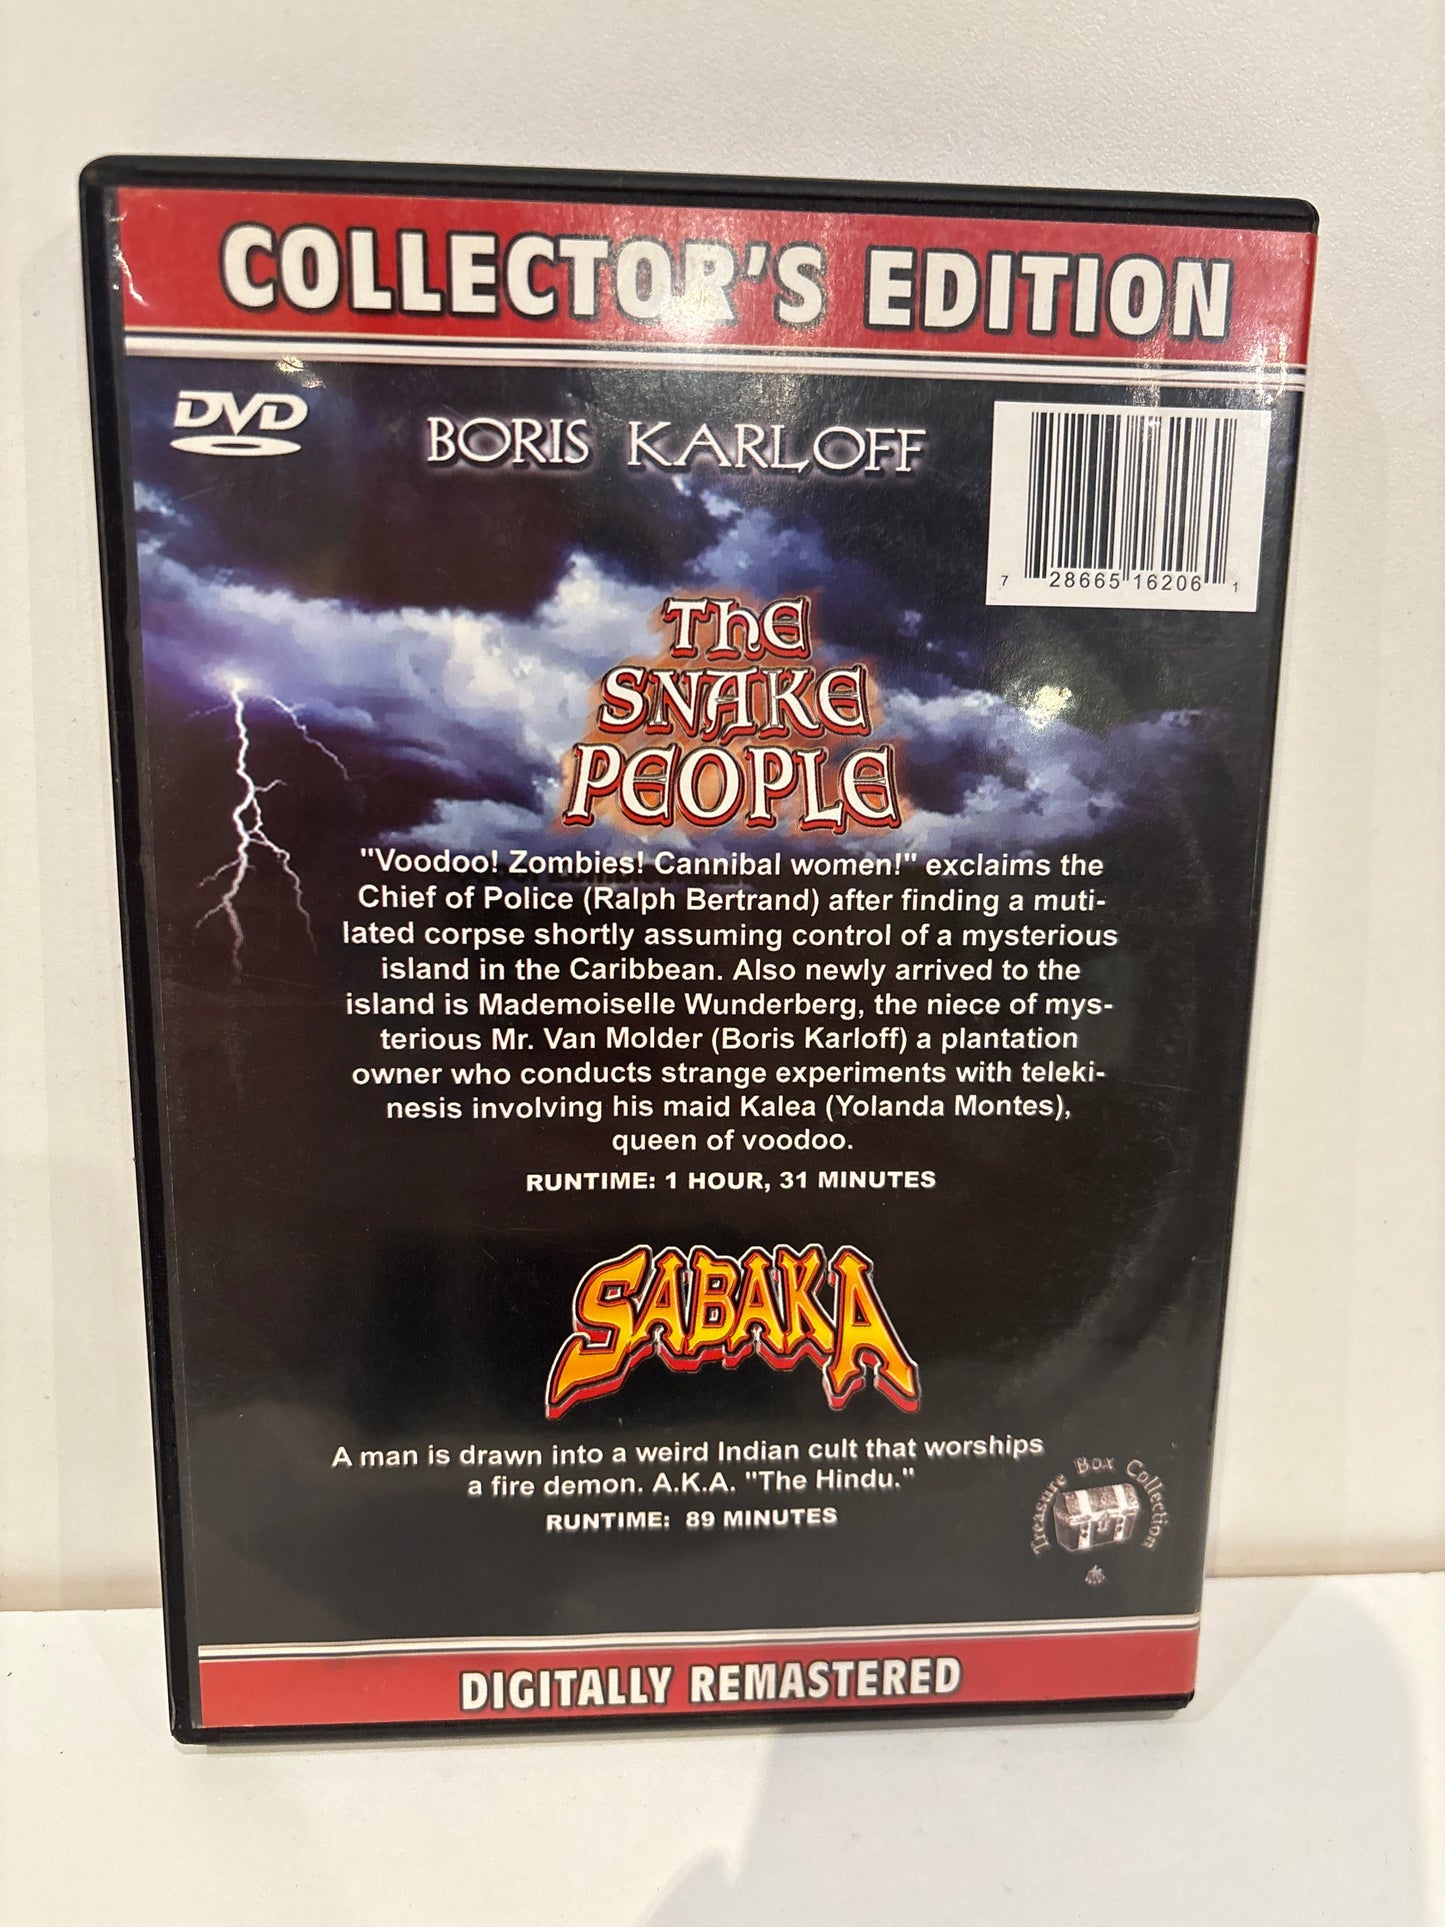 COLLECTOR'S EDITION
DVD
BORIS KARLOFF
7 28665 16206 1
THE
SNAKE
PEOPLE
"Voodoo! Zombies! Cannibal women!" exclaims the
Chief of Police (Ralph Bertrand) after finding a muti-
lated corpse shortly assuming control of a mysterious
island in the Caribbean. Also newly arrived to the
island is Mademoiselle Wunderberg, the niece of mys-
terious Mr. Van Molder (Boris Karloff) a plantation
owner who conducts strange experiments with teleki-
nesis involving his maid Kalea (Yolanda Montes),
queen of voodoo.
RUNTIME: 1 HOUR, 31 MINUTES
SABAKA
A man is drawn into a weird Indian cult that worships
a fire demon. A.K.A. "The Hindu."
RUNTIME: 89 MINUTES
Treasure Box Collection
DIGITALLY REMASTERED